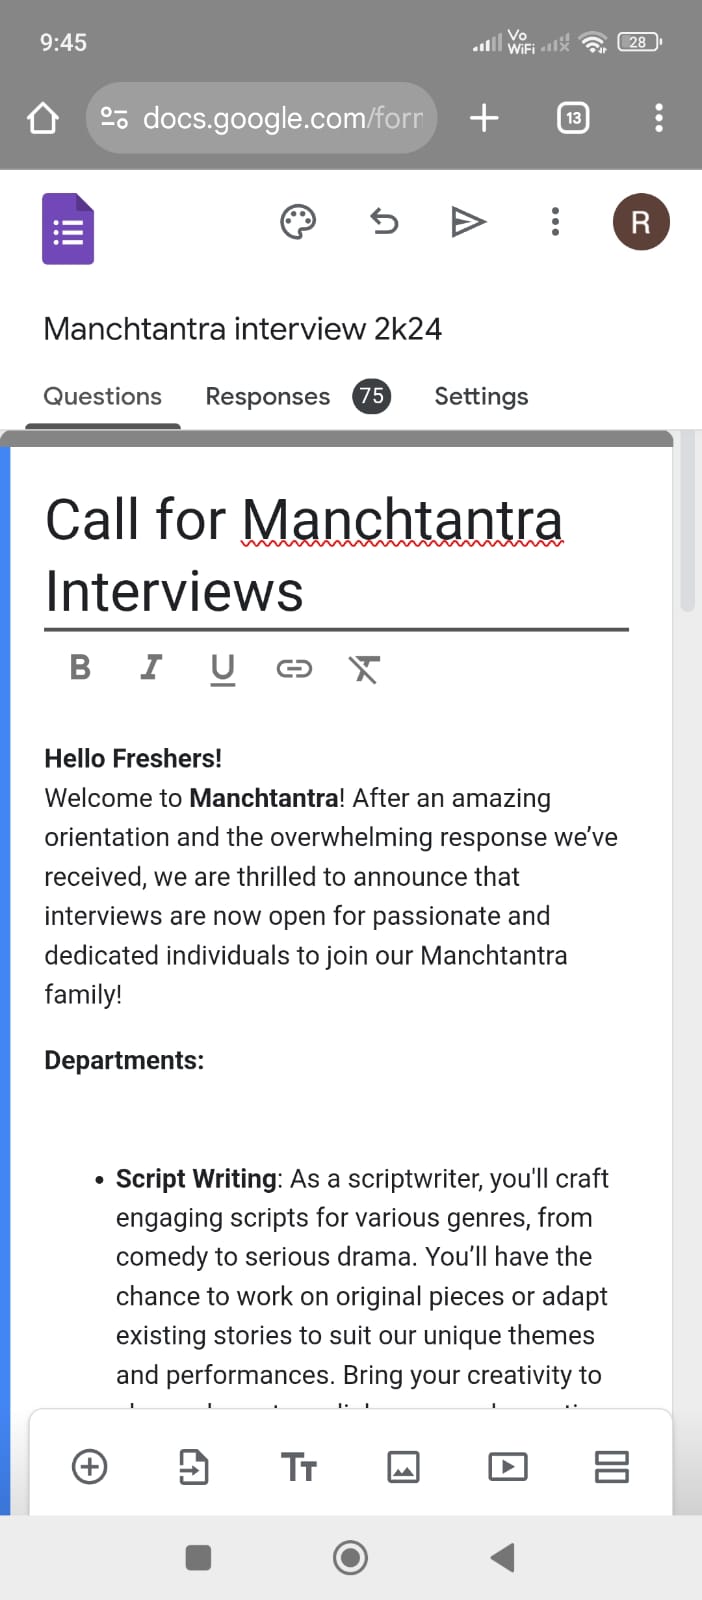 9:45
Vo
WiFi
28
docs.google.com/forr
13
R
Manchtantra interview 2k24
Questions Responses 75 Settings
Call for Manchtantra
Interviews
B I U
Hello Freshers!
Welcome to Manchtantra! After an amazing
orientation and the overwhelming response we’ve
received, we are thrilled to announce that
interviews are now open for passionate and
dedicated individuals to join our Manchtantra
family!
Departments:
• Script Writing: As a scriptwriter, you'll craft
engaging scripts for various genres, from
comedy to serious drama. You’ll have the
chance to work on original pieces or adapt
existing stories to suit our unique themes
and performances. Bring your creativity to
Tт